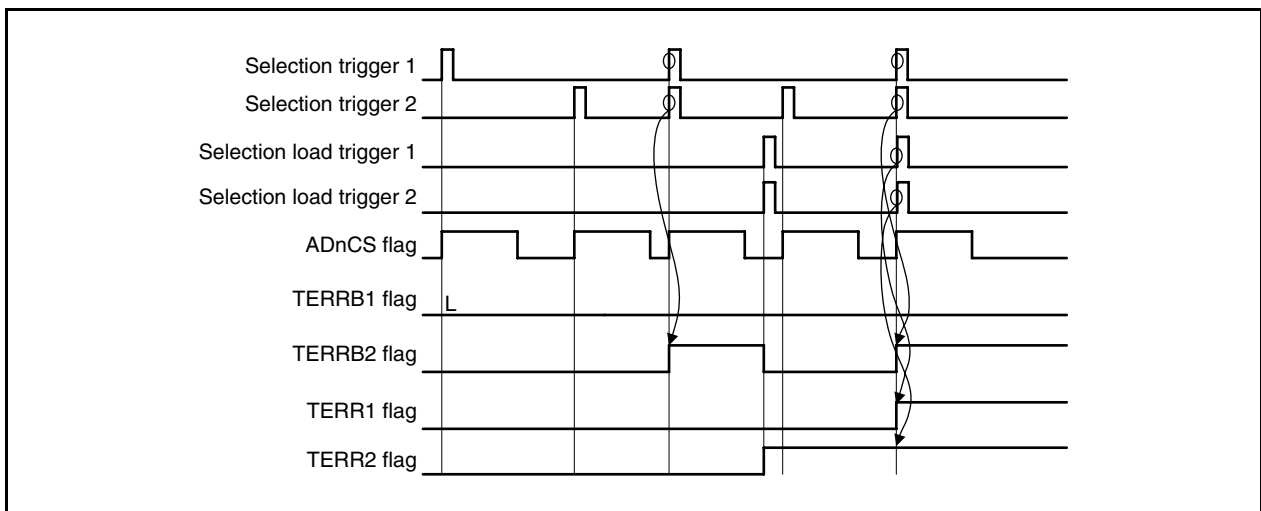 Selection trigger 1
Selection trigger 2
Selection load trigger 1
Selection load trigger 2
ADnCS flag
TERRB1 flag
L
TERRB2 flag
TERR1 flag
TERR2 flag